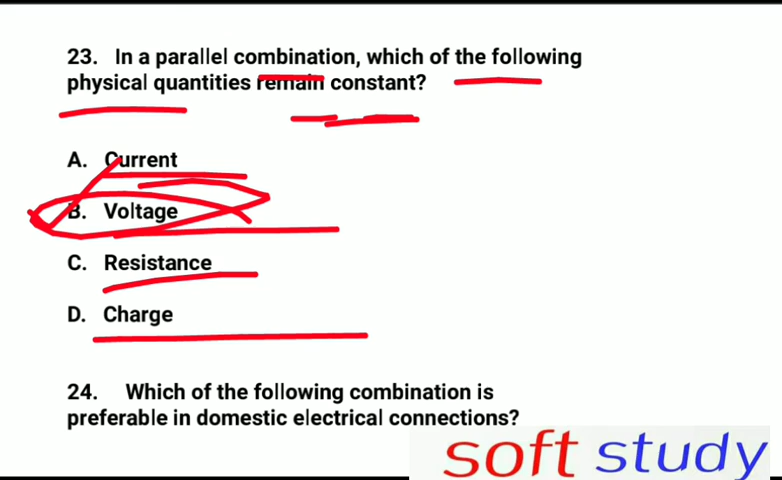 23. In a parallel combination, which of the following
physical quantities remain constant?
A. Current
B. Voltage
C. Resistance
D. Charge
24. Which of the following combination is
preferable in domestic electrical connections?
soft study